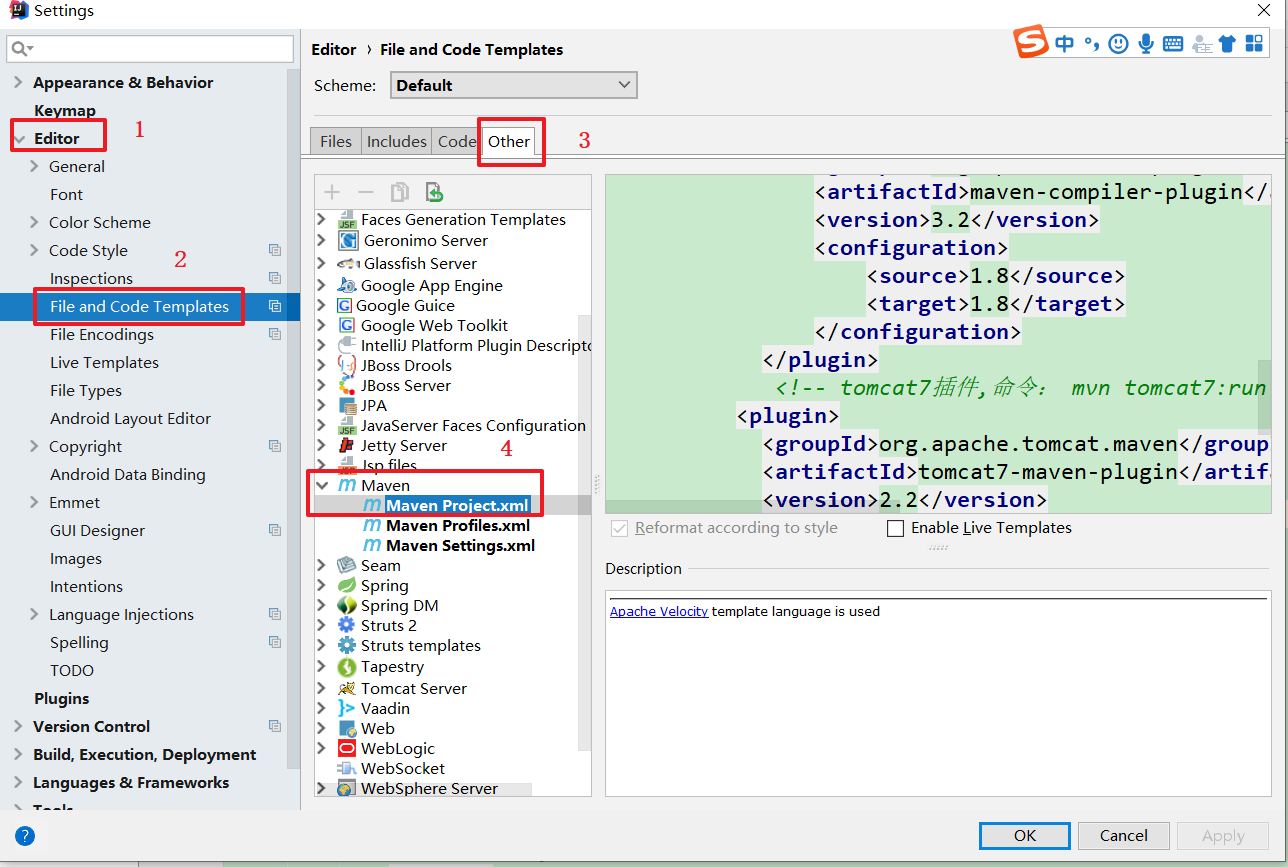 Settings
Editor › File and Code Templates
中
Scheme: Default
Appearance & Behavior
Keymap
Editor
1
General
Font
Color Scheme
Code Style
2
Inspections
File and Code Templates
File Encodings
Live Templates
File Types
Android Layout Editor
Copyright
Android Data Binding
Emmet
GUI Designer
Images
Intentions
Language Injections
Spelling
TODO
Plugins
Version Control
Build, Execution, Deployment
Languages & Frameworks
Tools
Files Includes Code Other
3
Faces Generation Templates
Geronimo Server
Glassfish Server
Google App Engine
Google Guice
Google Web Toolkit
IntelliJ Platform Plugin Descripto
JBoss Drools
JBoss Server
JPA
JavaServer Faces Configuration
Jetty Server
4
Jsp files
Maven
Maven Project.xml
Maven Profiles.xml
Maven Settings.xml
Seam
Spring
Spring DM
Struts 2
Struts templates
Tapestry
Tomcat Server
Vaadin
Web
WebLogic
WebSocket
WebSphere Server
<artifactId>maven-compiler-plugin</a
<version>3.2</version>
<configuration>
<source>1.8</source>
<target>1.8</target>
</configuration>
</plugin>
<!-- tomcat7插件,命令: mvn tomcat7:run
<plugin>
<groupId>org.apache.tomcat.maven</group
<artifactId>tomcat7-maven-plugin</artif
<version>2.2</version>
Reformat according to style
Enable Live Templates
Description
Apache Velocity template language is used
?
OK
Cancel
Apply